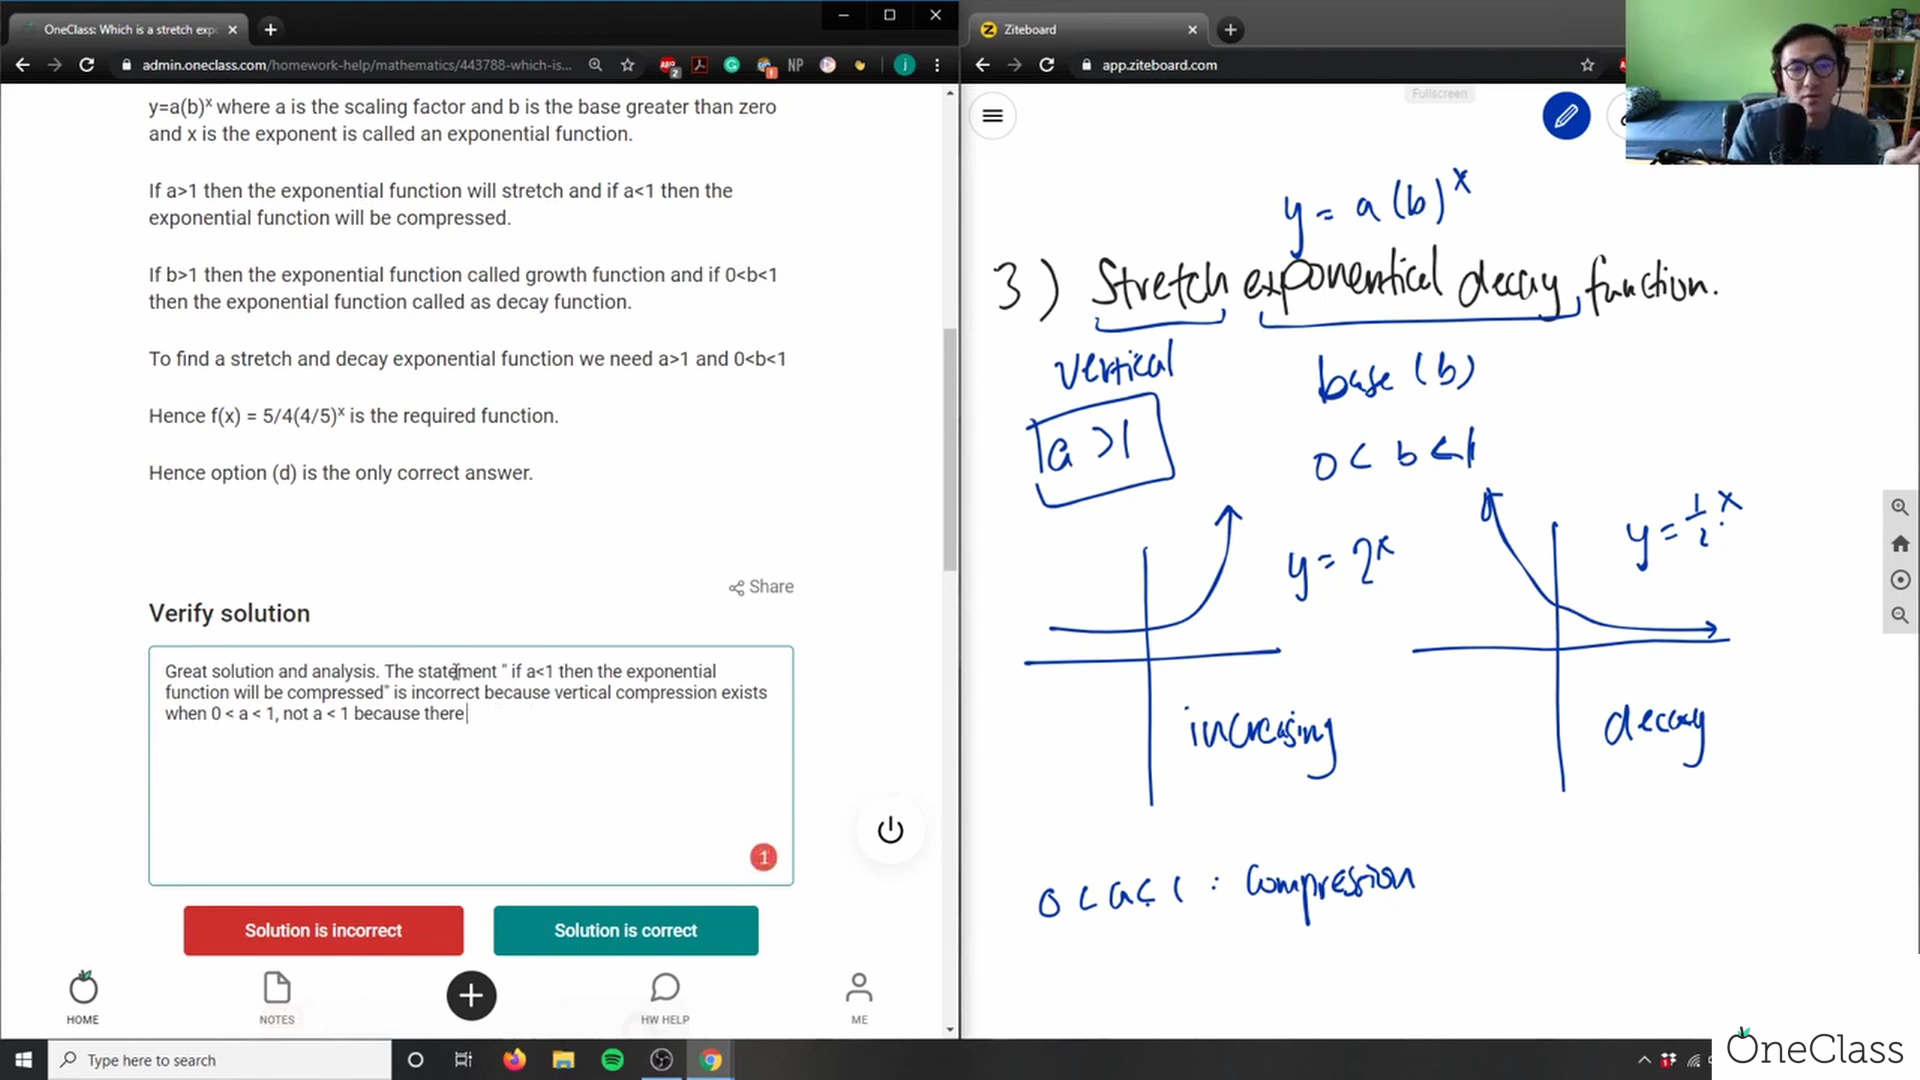 OneClass: Which is a stretch expo
Ziteboard
admin.oneclass.com/homework-help/mathematics/443788-which-is...
2
NP
j
app.ziteboard.com
Fullscreen
y=a(b)ˣ where a is the scaling factor and b is the base greater than zero
and x is the exponent is called an exponential function.
If a>1 then the exponential function will stretch and if a<1 then the
exponential function will be compressed.
If b>1 then the exponential function called growth function and if 0<b<1
then the exponential function called as decay function.
To find a stretch and decay exponential function we need a>1 and 0<b<1
Hence f(x) = 5/4(4/5)ˣ is the required function.
Hence option (d) is the only correct answer.
Share
Verify solution
Great solution and analysis. The statement " if a<1 then the exponential
function will be compressed" is incorrect because vertical compression exists
when 0 < a < 1, not a < 1 because there
1
Solution is incorrect
Solution is correct
HOME
NOTES
HW HELP
ME
Type here to search
y = a (b)ˣ
3) Stretch exponential decay function.
vertical
base (b)
a > 1
0 < b < 1
y = 2ˣ
y = 1/2ˣ
increasing
decay
0 < a < 1 : Compression
OneClass